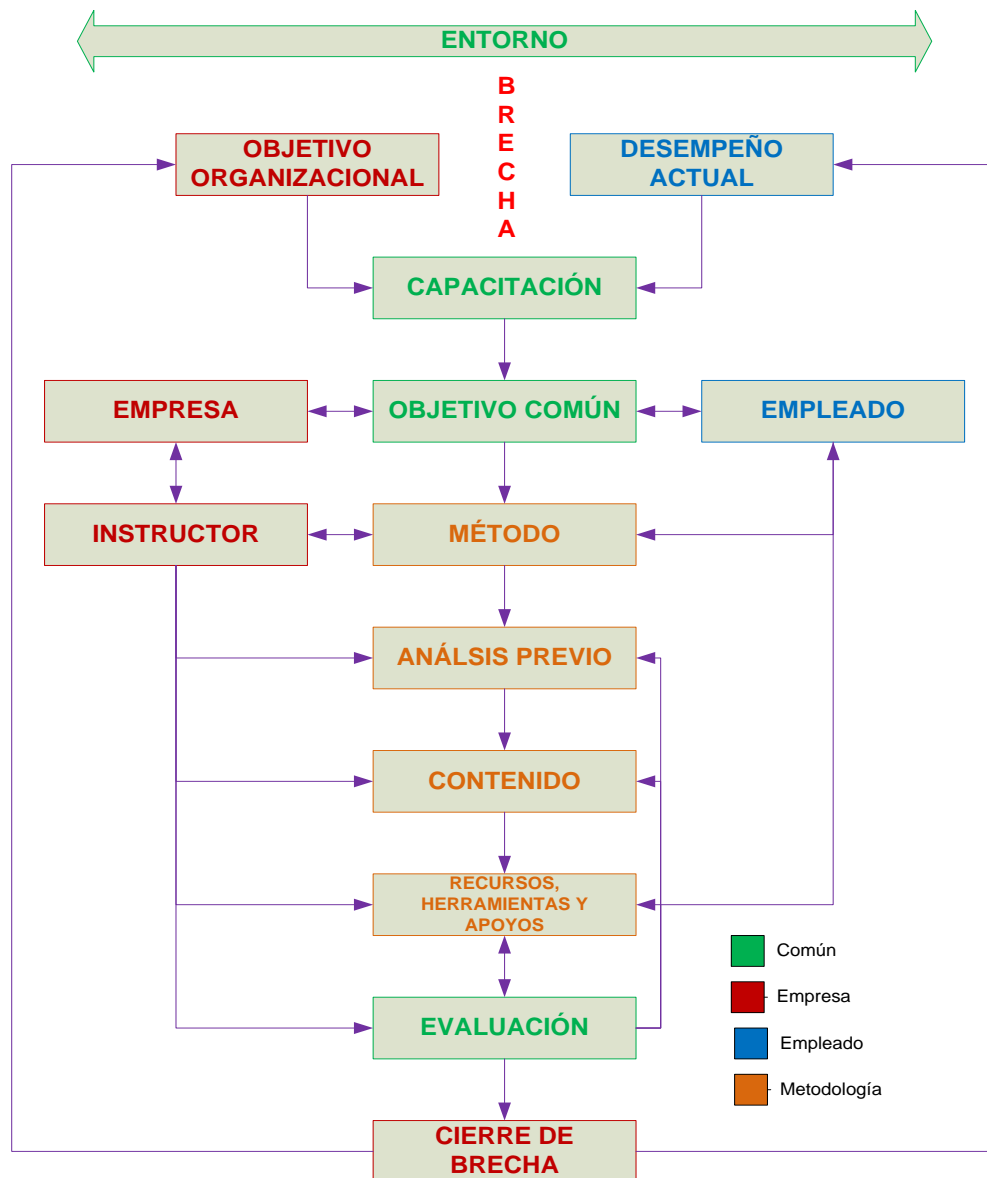 ENTORNO
B
R
E
C
H
A
OBJETIVO
ORGANIZACIONAL
DESEMPEÑO
ACTUAL
CAPACITACIÓN
EMPRESA
OBJETIVO COMÚN
EMPLEADO
INSTRUCTOR
MÉTODO
ANÁLSIS PREVIO
CONTENIDO
RECURSOS,
HERRAMIENTAS Y
APOYOS
EVALUACIÓN
Común
Empresa
Empleado
Metodología
CIERRE DE
BRECHA